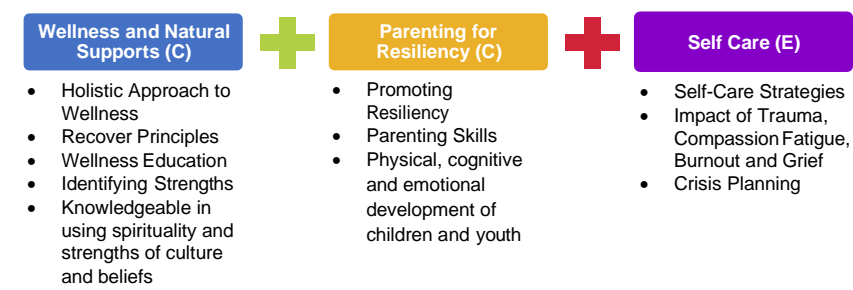 Wellness and Natural
Supports (C)
• Holistic Approach to
Wellness
• Recover Principles
• Wellness Education
• Identifying Strengths
• Knowledgeable in
using spirituality and
strengths of culture
and beliefs
Parenting for
Resiliency (C)
• Promoting
Resiliency
• Parenting Skills
• Physical, cognitive
and emotional
development of
children and youth
Self Care (E)
• Self-Care Strategies
• Impact of Trauma,
Compassion Fatigue,
Burnout and Grief
• Crisis Planning